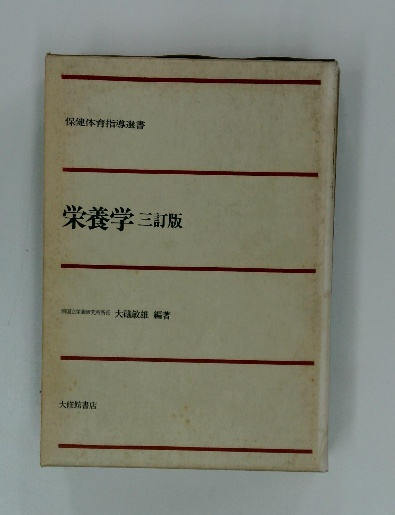 保健体育指導選書
栄養学 三訂版
大礒敏雄 編著
大修館書店